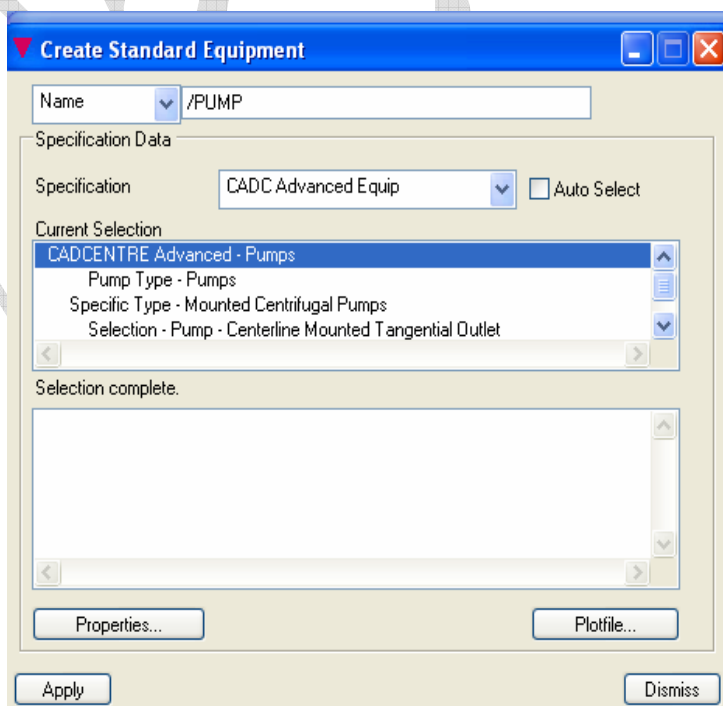 Create Standard Equipment
Name /PUMP
Specification Data
Specification CADC Advanced Equip Auto Select
Current Selection
CADCENTRE Advanced - Pumps
Pump Type - Pumps
Specific Type - Mounted Centrifugal Pumps
Selection - Pump - Centerline Mounted Tangential Outlet
Selection complete.
Properties... Plotfile...
Apply Dismiss